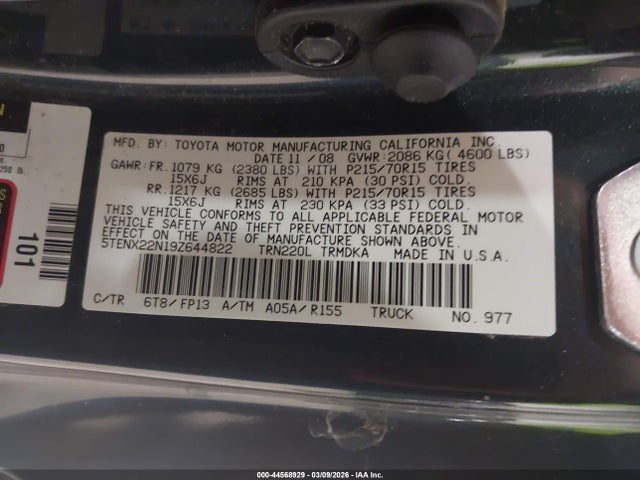 MFD. BY: TOYOTA MOTOR MANUFACTURING CALIFORNIA INC.
DATE 11/08 GVWR: 2086 KG( 4600 LBS)
GAWR: FR. 1079 KG (2380 LBS) WITH P215/70R15 TIRES
15X6J RIMS AT 210 KPA (30 PSI) COLD.
RR. 1217 KG (2685 LBS) WITH P215/70R15 TIRES
15X6J RIMS AT 230 KPA (33 PSI) COLD.
THIS VEHICLE CONFORMS TO ALL APPLICABLE FEDERAL MOTOR
VEHICLE SAFETY AND THEFT PREVENTION STANDARDS IN
EFFECT ON THE DATE OF MANUFACTURE SHOWN ABOVE.
5TENX22N19Z644822 TRN220L TRMDKA MADE IN U.S.A.
C/TR 6T8/FP13 A/TM A05A/R155 TRUCK NO. 977
101
250 lb.
000-44568929 | 03/09/2026 | IAA Inc.